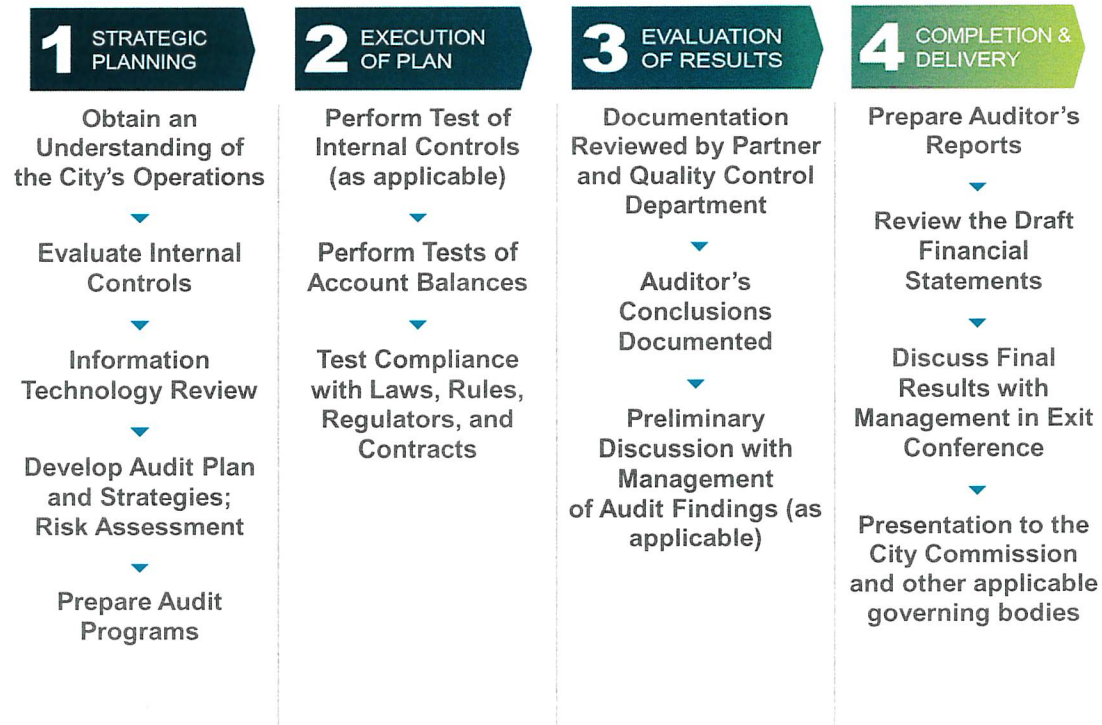 1 STRATEGIC
PLANNING
Obtain an
Understanding of
the City's Operations
Evaluate Internal
Controls
Information
Technology Review
Develop Audit Plan
and Strategies;
Risk Assessment
Prepare Audit
Programs
2 EXECUTION
OF PLAN
Perform Test of
Internal Controls
(as applicable)
Perform Tests of
Account Balances
Test Compliance
with Laws, Rules,
Regulators, and
Contracts
3 EVALUATION
OF RESULTS
Documentation
Reviewed by Partner
and Quality Control
Department
Auditor's
Conclusions
Documented
Preliminary
Discussion with
Management
of Audit Findings (as
applicable)
4 COMPLETION &
DELIVERY
Prepare Auditor's
Reports
Review the Draft
Financial
Statements
Discuss Final
Results with
Management in Exit
Conference
Presentation to the
City Commission
and other applicable
governing bodies